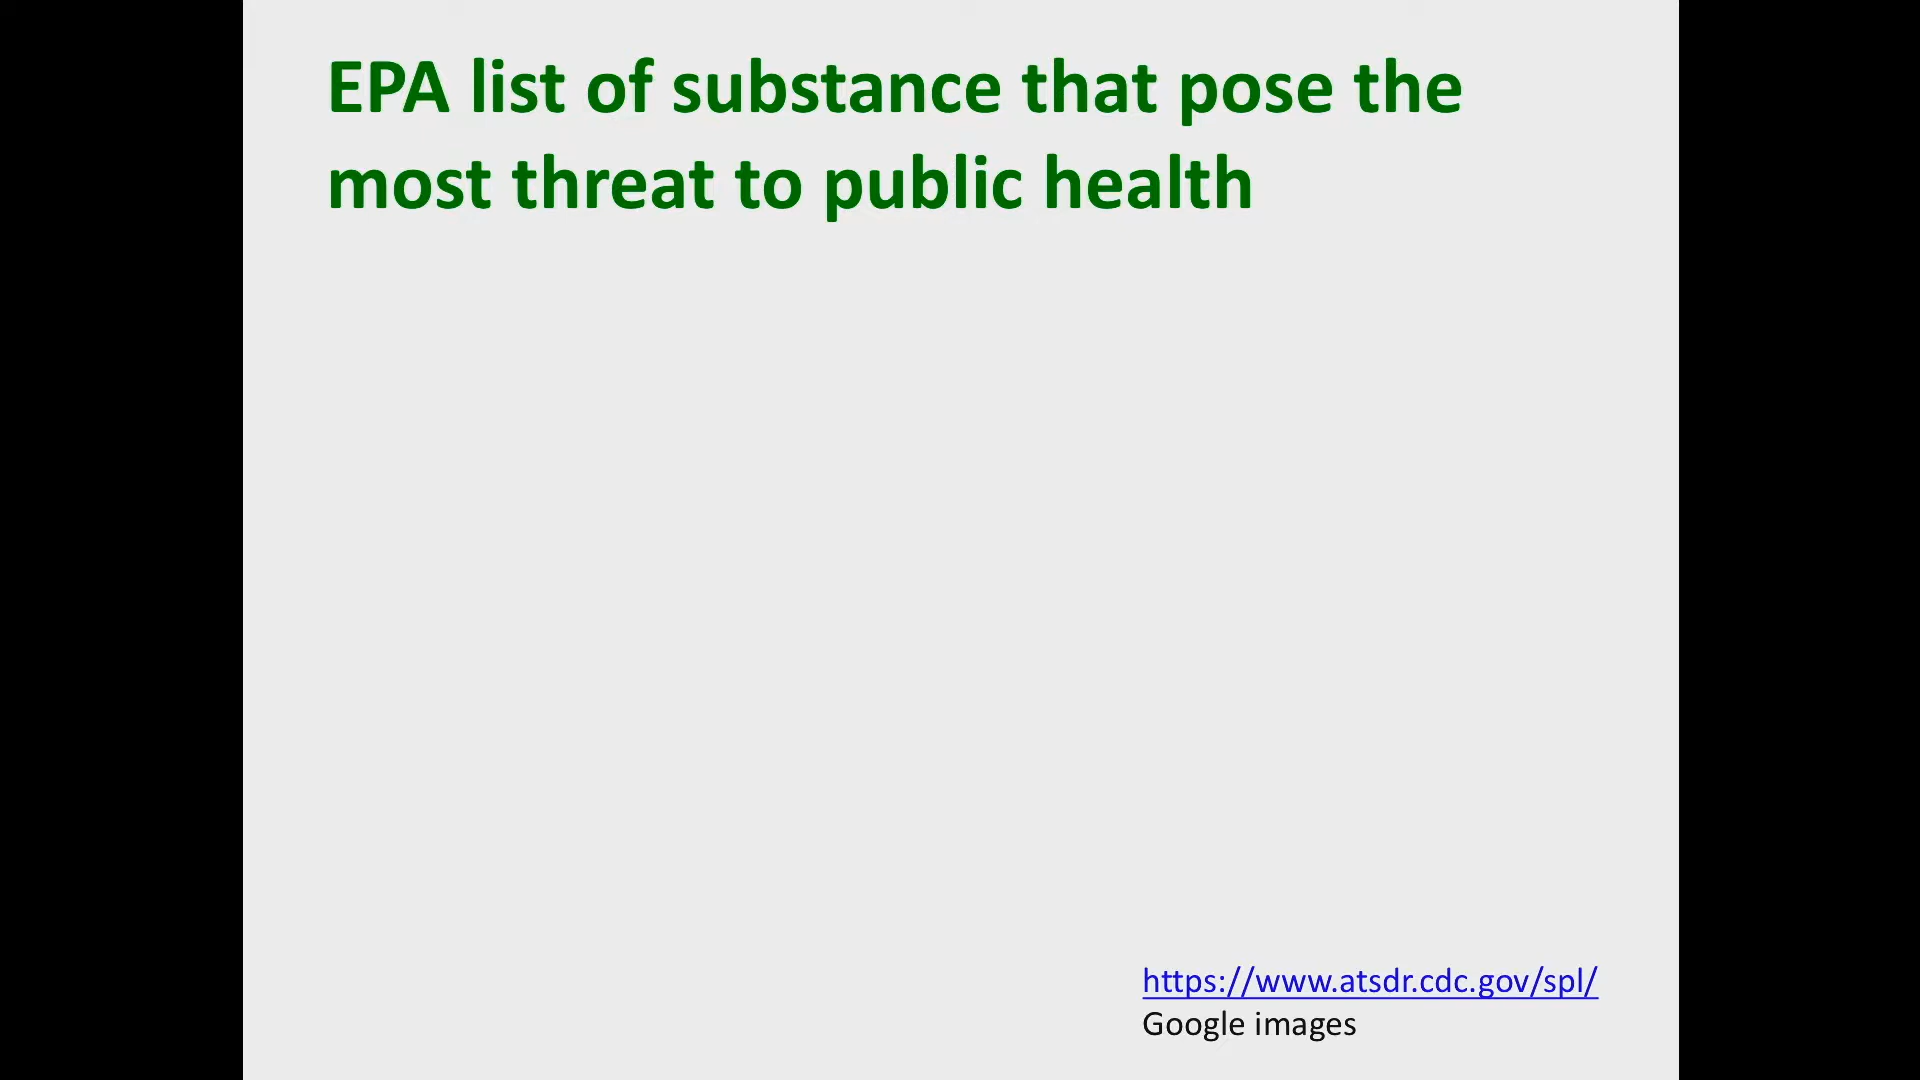 EPA list of substance that pose the
most threat to public health
https://www.atsdr.cdc.gov/spl/
Google images